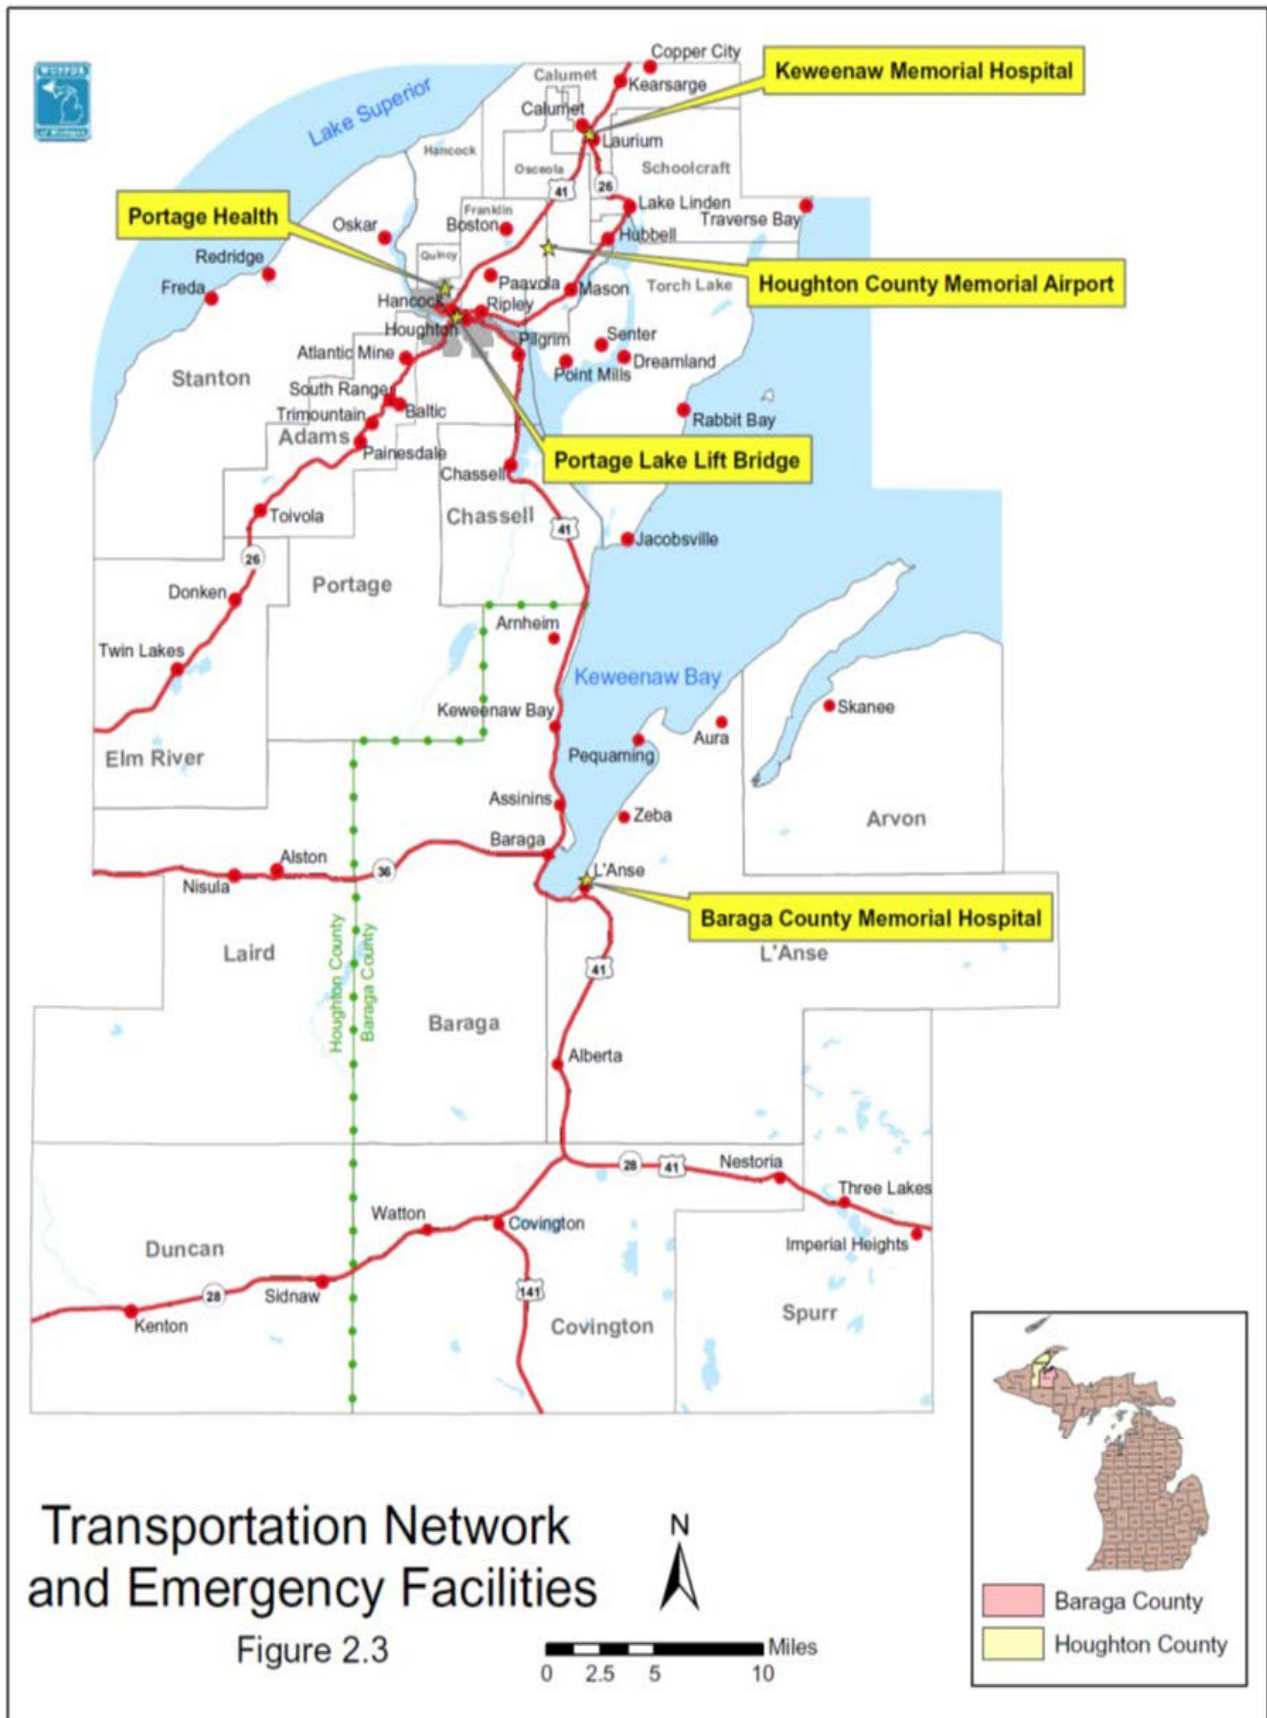 WUPPDR
of Michigan
Copper City
Keweenaw Memorial Hospital
Calumet
Kearsarge
Lake Superior
Calumet
Laurium
Hancock
Osceola
Schoolcraft
41
26
Portage Health
Lake Linden
Traverse Bay
Franklin
Boston
Oskar
Hubbell
Quincy
Redridge
Houghton County Memorial Airport
Freda
Paavola
Mason
Torch Lake
Hancock
Ripley
Houghton
Pilgrim
Senter
Atlantic Mine
Dreamland
Point Mills
Stanton
South Range
Baltic
Trimountain
Rabbit Bay
Adams
Painesdale
Portage Lake Lift Bridge
Chassell
Toivola
Chassell
41
Jacobsville
26
Donken
Portage
Arnheim
Twin Lakes
Keweenaw Bay
Skanee
Keweenaw Bay
Aura
Elm River
Pequaming
Assinins
Zeba
Arvon
Baraga
Alston
36
L'Anse
Nisula
Baraga County Memorial Hospital
Laird
L'Anse
Houghton County
Baraga County
41
Baraga
Alberta
28
41
Nestoria
Three Lakes
Watton
Covington
Imperial Heights
Duncan
28
Sidnaw
141
Kenton
Covington
Spurr
Transportation Network
and Emergency Facilities
Figure 2.3
N
Miles
0 2.5 5 10
Baraga County
Houghton County